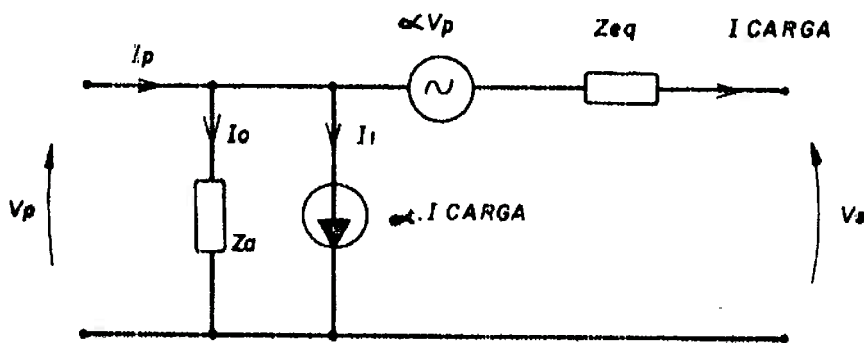 αVp Zeq I CARGA
Ip
Io I1
Vp Za α. I CARGA Vs